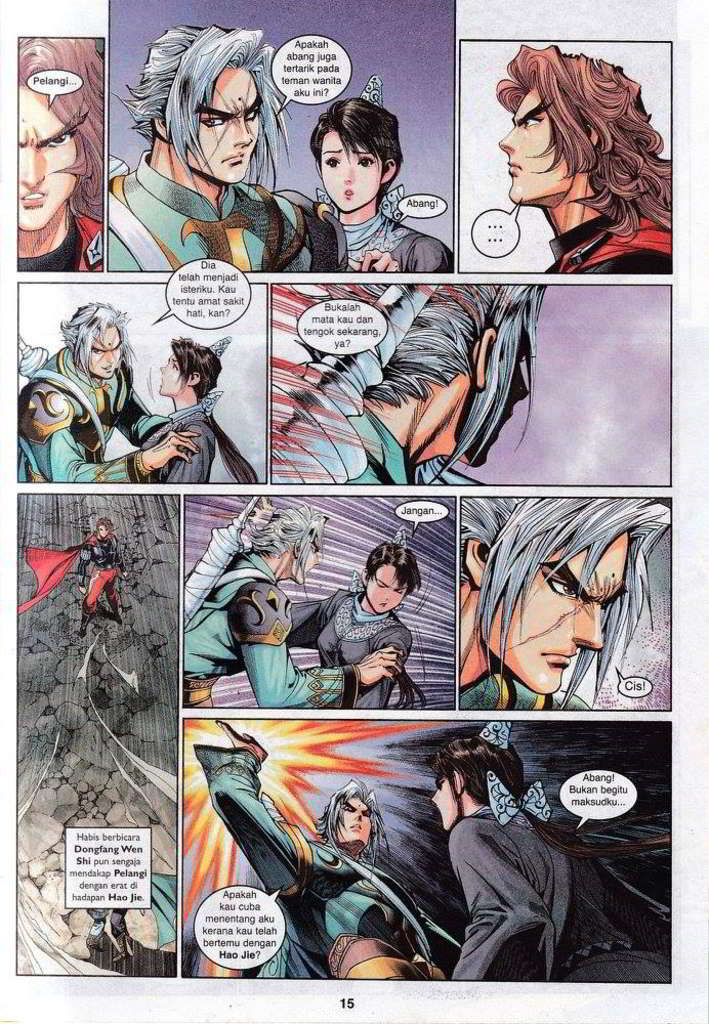 Pelangi...
Apakah
abang juga
tertarik pada
teman wanita
aku ini?
Abang!
...
...
Dia
telah menjadi
isteriku. Kau
tentu amat sakit
hati, kan?
Bukalah
mata kau dan
tengok sekarang,
ya?
Jangan...
Cis!
Habis berbicara
Dongfang Wen
Shi pun sengaja
mendakap Pelangi
dengan erat di
hadapan Hao Jie.
Abang!
Bukan begitu
maksudku...
Apakah
kau cuba
menentang aku
kerana kau telah
bertemu dengan
Hao Jie?
15